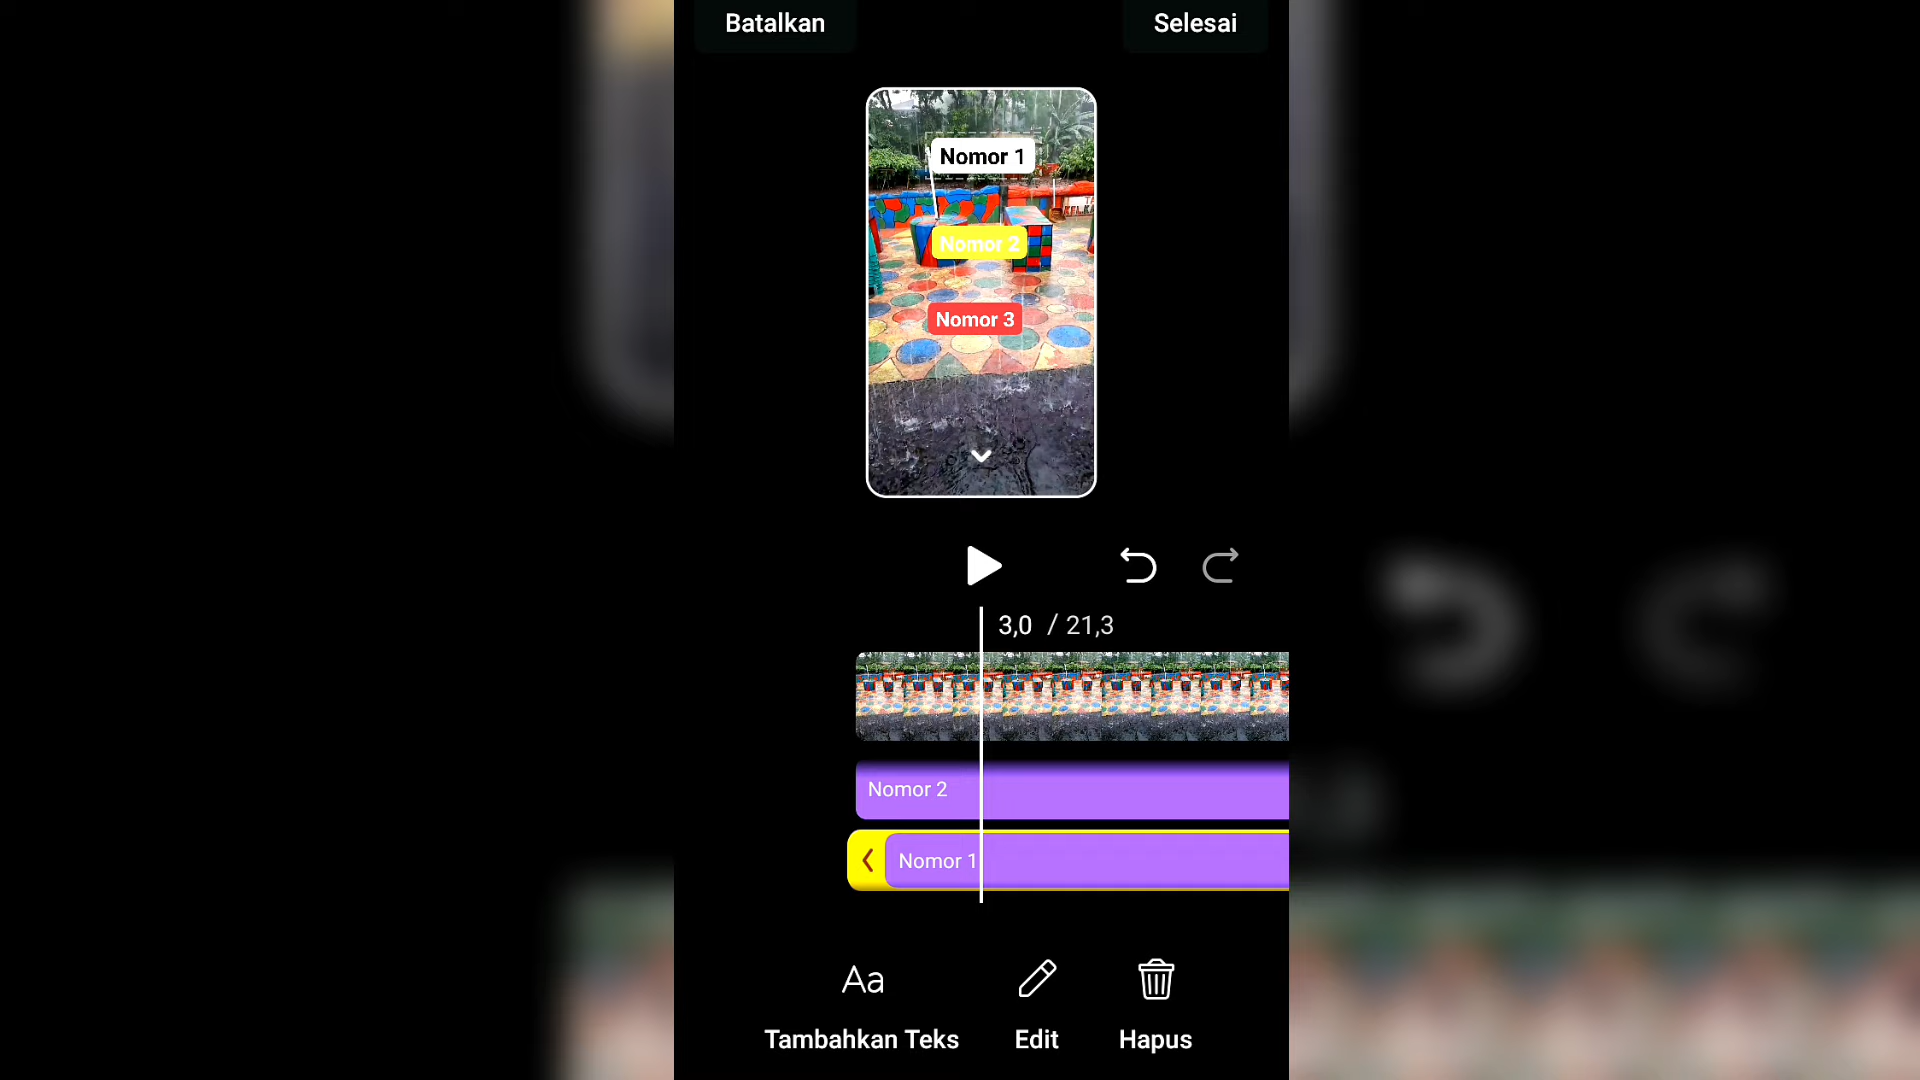 Batalkan
Selesai
Nomor 1
Nomor 2
Nomor 3
3,0 / 21,3
Nomor 2
Nomor 1
Aa
Tambahkan Teks
Edit
Hapus